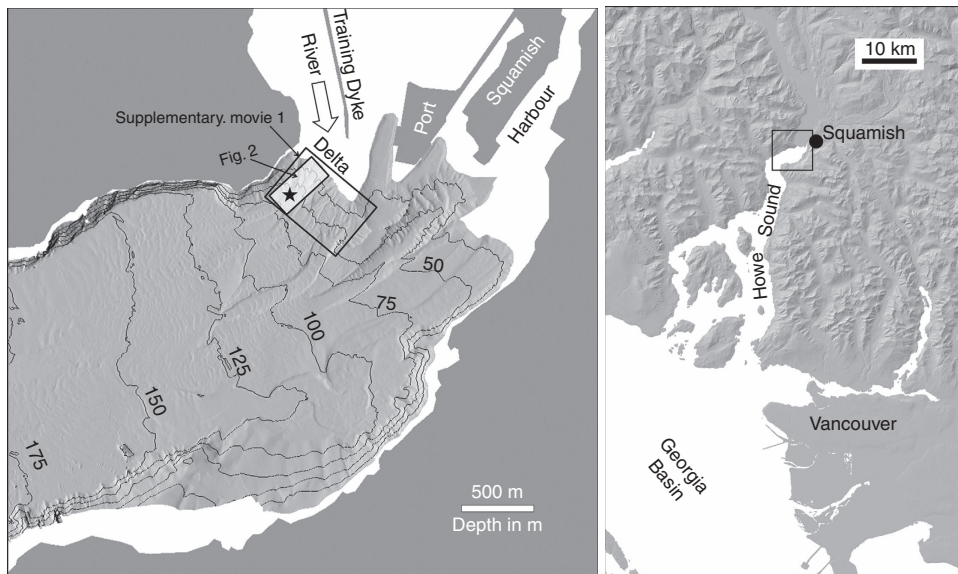 Training Dyke
River
Supplementary. movie 1
Fig. 2
Delta
Port
Squamish
Harbour
50
75
100
125
150
175
500 m
Depth in m
10 km
Squamish
Howe Sound
Vancouver
Georgia
Basin